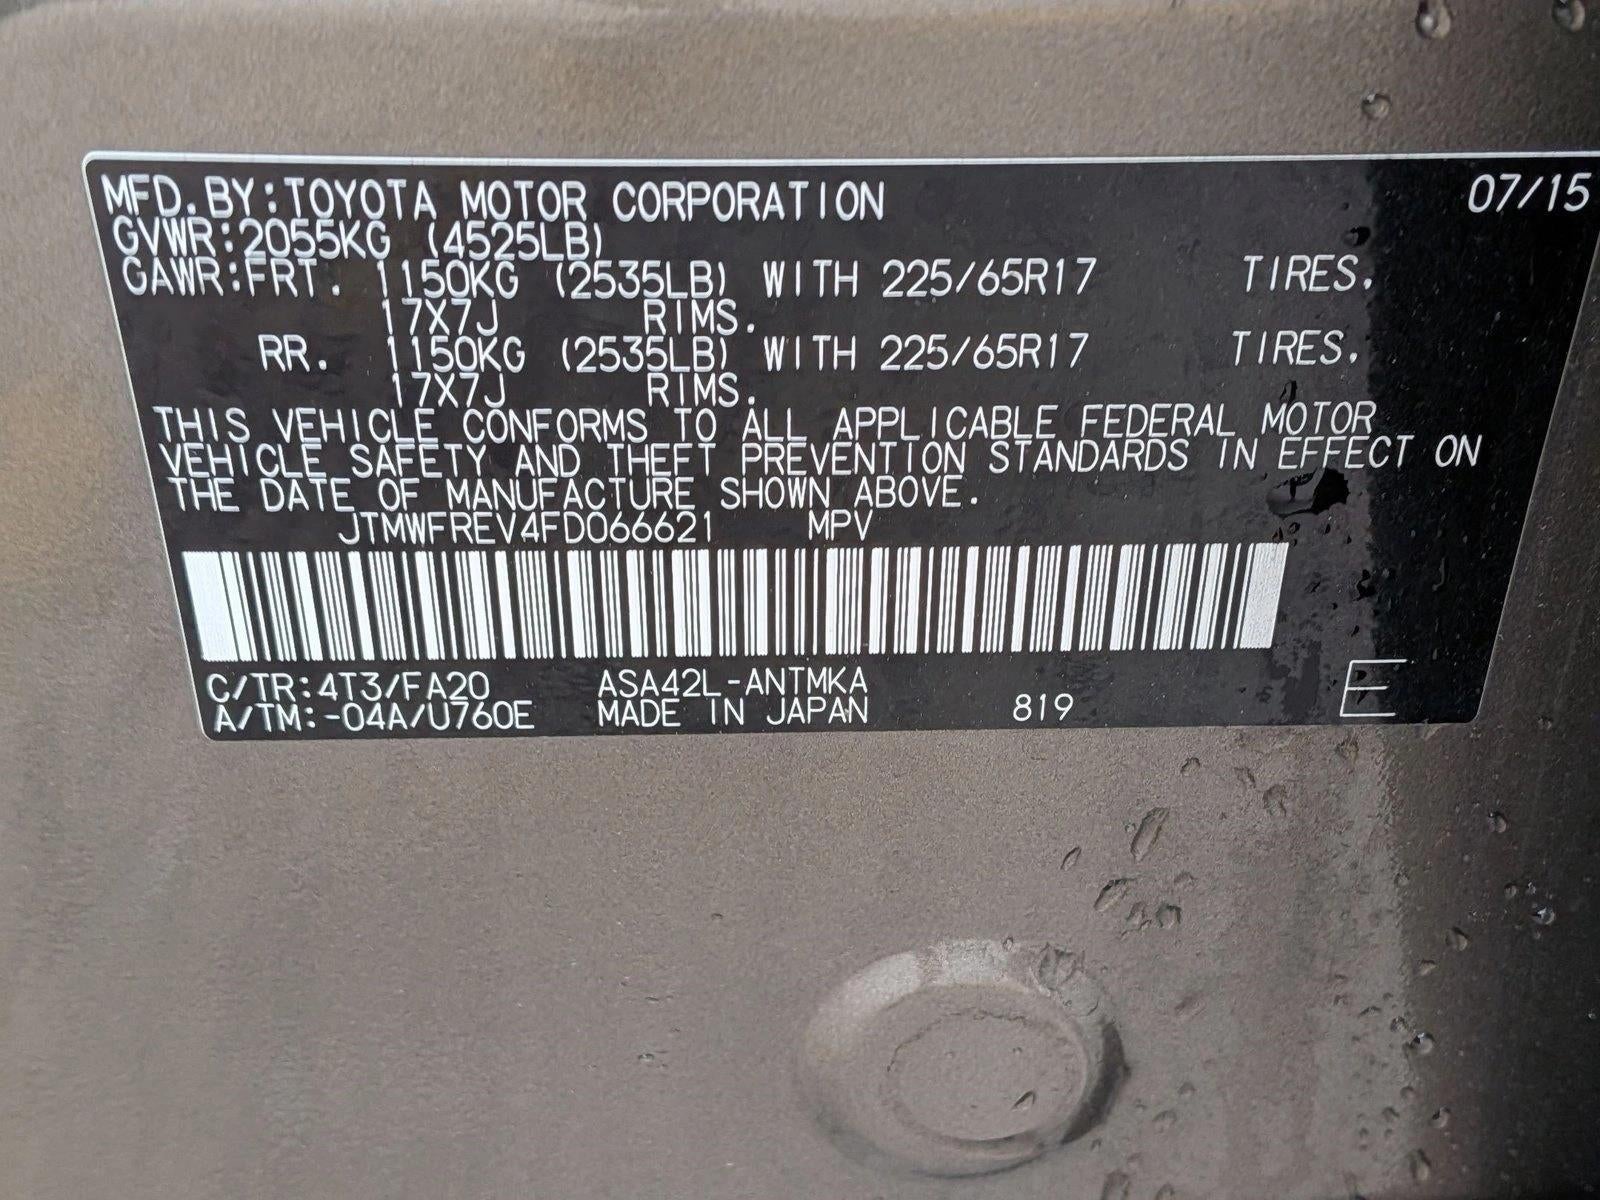 MFD.BY:TOYOTA MOTOR CORPORATION 07/15
GVWR:2055KG (4525LB)
GAWR:FRT. 1150KG (2535LB) WITH 225/65R17 TIRES.
17X7J RIMS.
RR. 1150KG (2535LB) WITH 225/65R17 TIRES.
17X7J RIMS.
THIS VEHICLE CONFORMS TO ALL APPLICABLE FEDERAL MOTOR
VEHICLE SAFETY AND THEFT PREVENTION STANDARDS IN EFFECT ON
THE DATE OF MANUFACTURE SHOWN ABOVE.
JTMWFREV4FD066621 MPV
C/TR:4T3/FA20 ASA42L-ANTMKA
A/TM:-04A/U760E MADE IN JAPAN 819 E